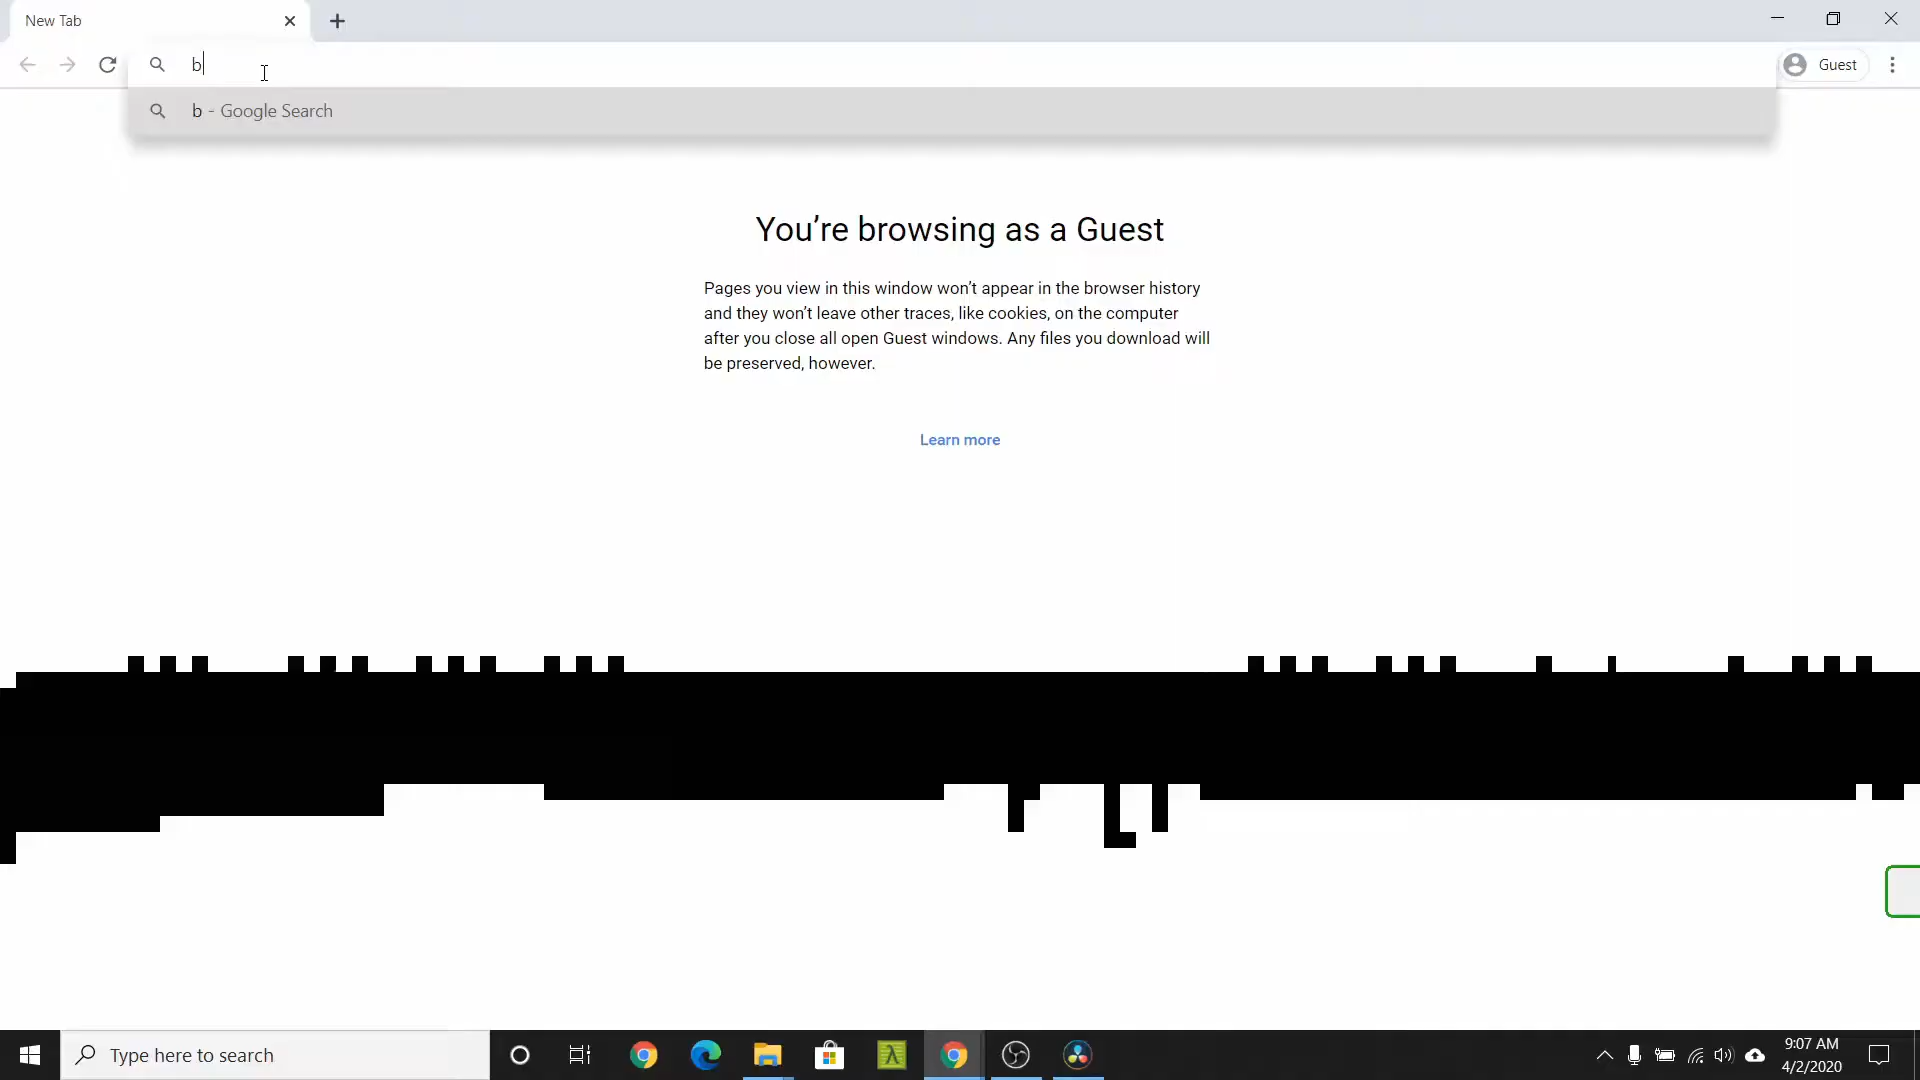 New Tab
b
Guest
b - Google Search
You're browsing as a Guest
Pages you view in this window won't appear in the browser history
and they won't leave other traces, like cookies, on the computer
after you close all open Guest windows. Any files you download will
be preserved, however.
Learn more
Type here to search
9:07 AM
4/2/2020